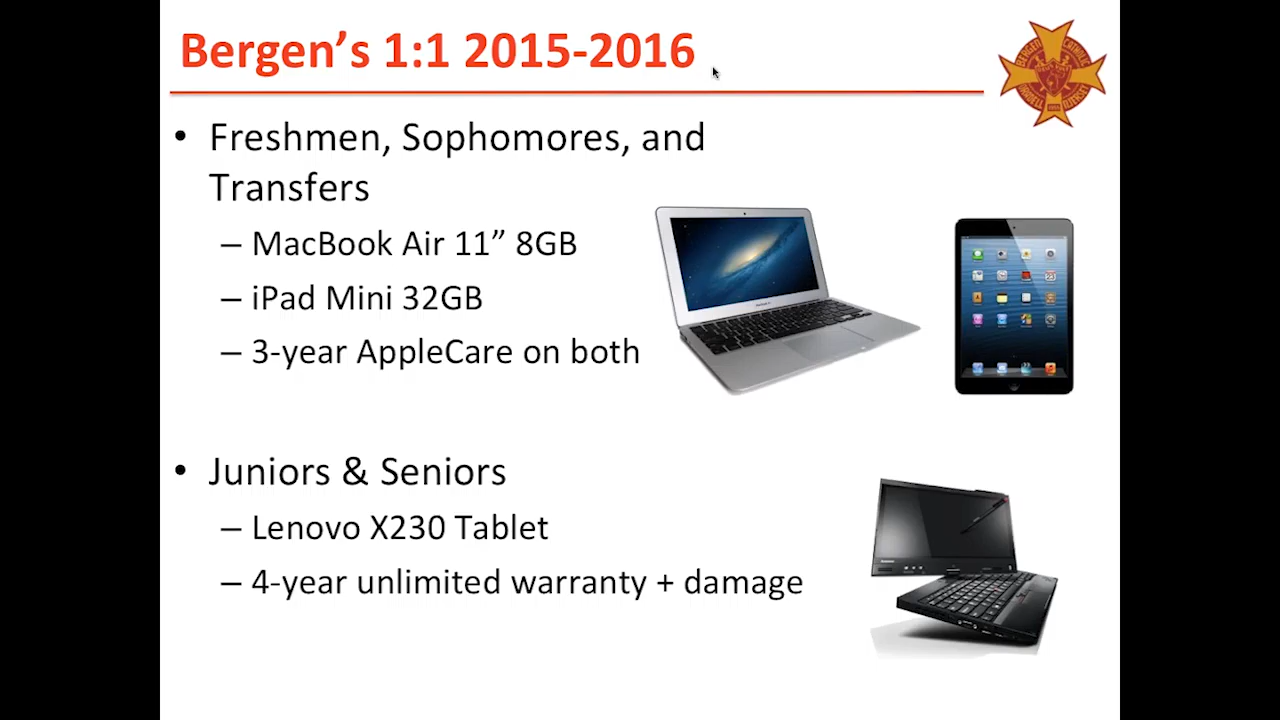 Bergen’s 1:1 2015-2016
• Freshmen, Sophomores, and
Transfers
– MacBook Air 11” 8GB
– iPad Mini 32GB
– 3-year AppleCare on both
• Juniors & Seniors
– Lenovo X230 Tablet
– 4-year unlimited warranty + damage